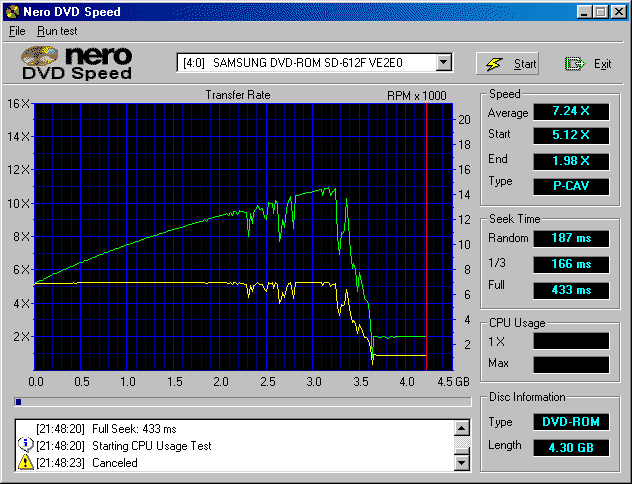 Nero DVD Speed
File Run test
nero
DVD Speed
[4:0] SAMSUNG DVD-ROM SD-612F VE2E0
Start
Exit
Transfer Rate
RPM x 1000
16 X
14 X
12 X
10 X
8 X
6 X
4 X
2 X
20
18
16
14
12
10
8
6
4
2
0.0 0.5 1.0 1.5 2.0 2.5 3.0 3.5 4.0 4.5 GB
Speed
Average 7.24 X
Start 5.12 X
End 1.98 X
Type P-CAV
Seek Time
Random 187 ms
1/3 166 ms
Full 433 ms
CPU Usage
1 X
Max
Disc Information
Type DVD-ROM
Length 4.30 GB
[21:48:20] Full Seek: 433 ms
[21:48:20] Starting CPU Usage Test
[21:48:23] Canceled